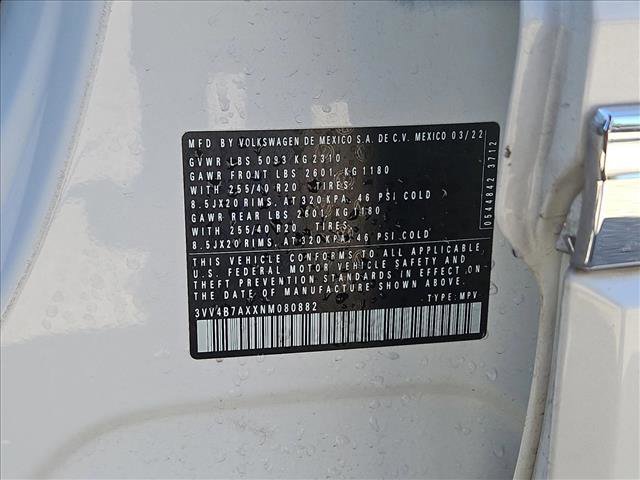 MFD BY VOLKSWAGEN DE MEXICO S.A. DE C.V. MEXICO 03/22
GVWR LBS 5093 KG 2310
GAWR FRONT LBS 2601, KG 1180
WITH 255/40 R20 TIRES.
8.5JX20 RIMS. AT 320 KPA, 46 PSI COLD
GAWR REAR LBS 2601, KG 1180
WITH 255/40 R20 TIRES.
8.5JX20 RIMS. AT 320 KPA, 46 PSI COLD
THIS VEHICLE CONFORMS TO ALL APPLICABLE
U.S. FEDERAL MOTOR VEHICLE SAFETY AND
THEFT PREVENTION STANDARDS IN EFFECT ON
THE DATE OF MANUFACTURE SHOWN ABOVE.
3VV4B7AXXNM080882 TYPE: MPV
0544842 3712